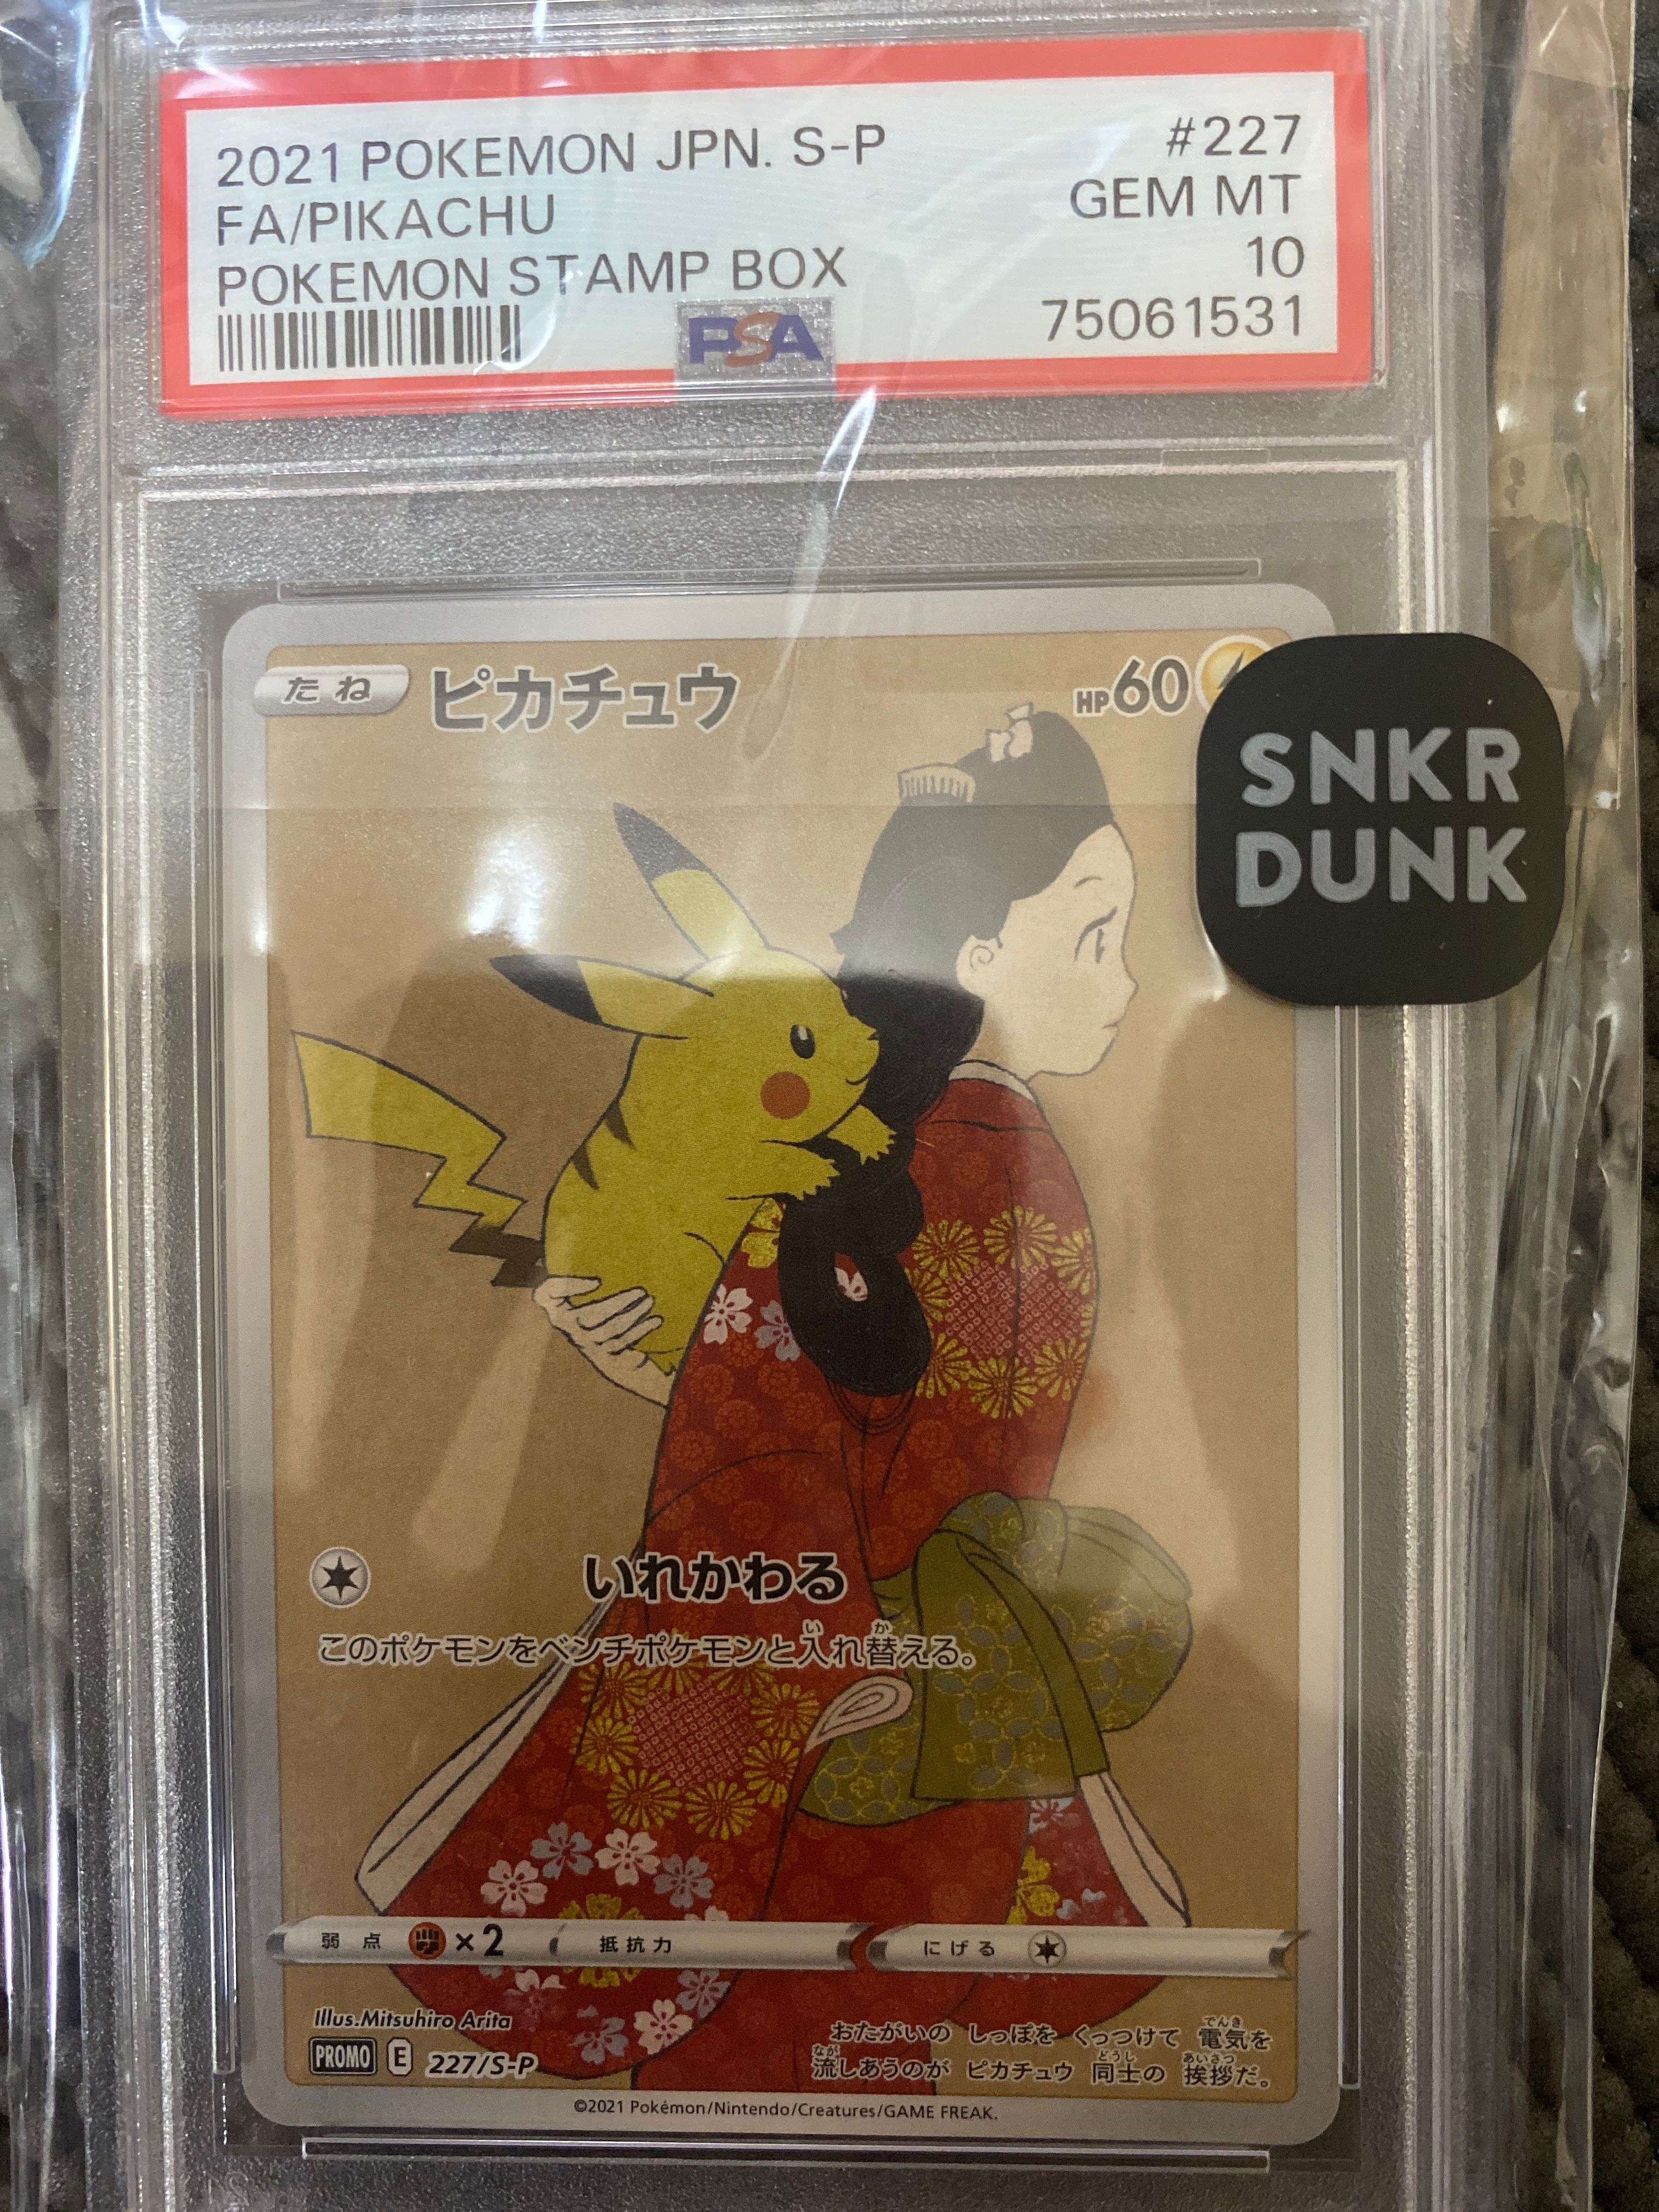 2021 POKEMON JPN. S-P #227
FA/PIKACHU GEM MT
POKEMON STAMP BOX 10
PSA 75061531
たね ピカチュウ HP60
SNKR
DUNK
いれかわる
このポケモンをベンチポケモンと入れ替える。
弱点 ×2 抵抗力 にげる
Illus.Mitsuhiro Arita
PROMO E 227/S-P
おたがいの しっぽを くっつけて 電気を
流しあうのが ピカチュウ 同士の 挨拶だ。
©2021 Pokémon/Nintendo/Creatures/GAME FREAK.